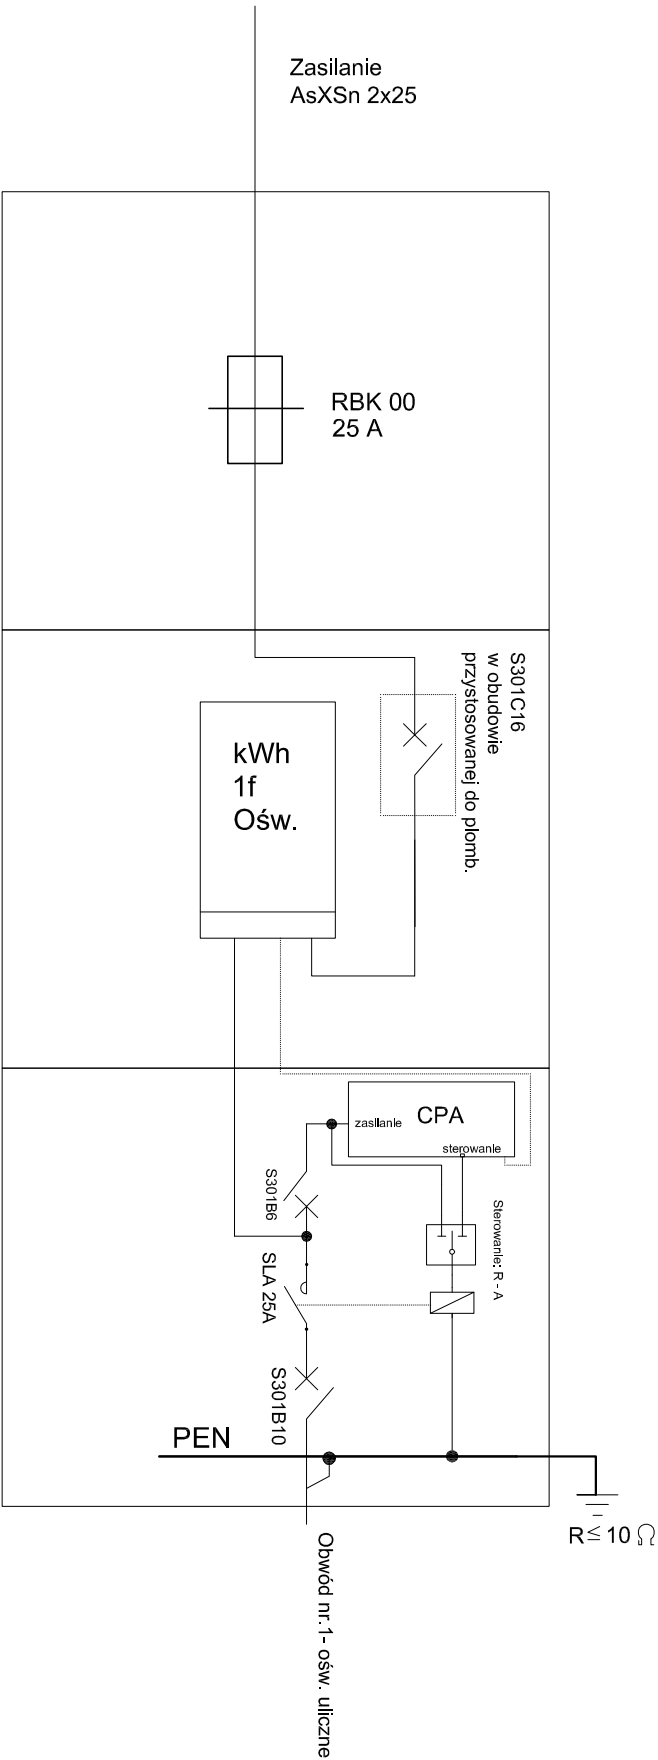 Zasilanie
AsXSn 2x25
RBK 00
25 A
S301C16
w obudowie
przystosowanej do plomb.
kWh
1f
Ośw.
CPA
zasilanie
sterowanie
S301B6
Sterowanie: R - A
SLA 25A
S301B10
PEN
R ≤ 10 Ω
Obwód nr.1- ośw. uliczne